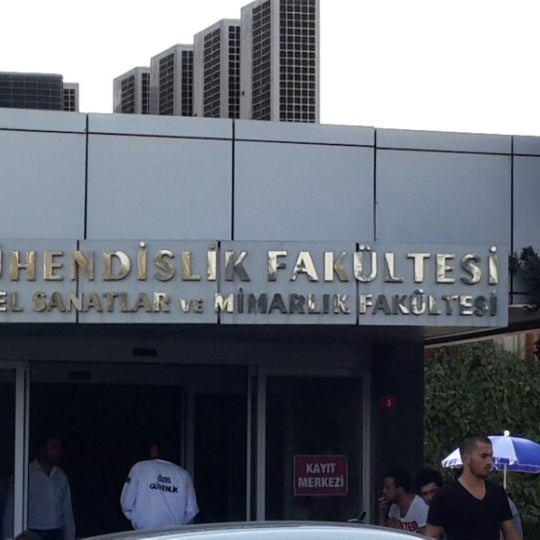 ÜHENDİSLİK FAKÜLTESİ
EL SANATLAR VE MİMARLIK FAKÜLTESİ
ÖZEL
GÜVENLİK
KAYIT
MERKEZİ